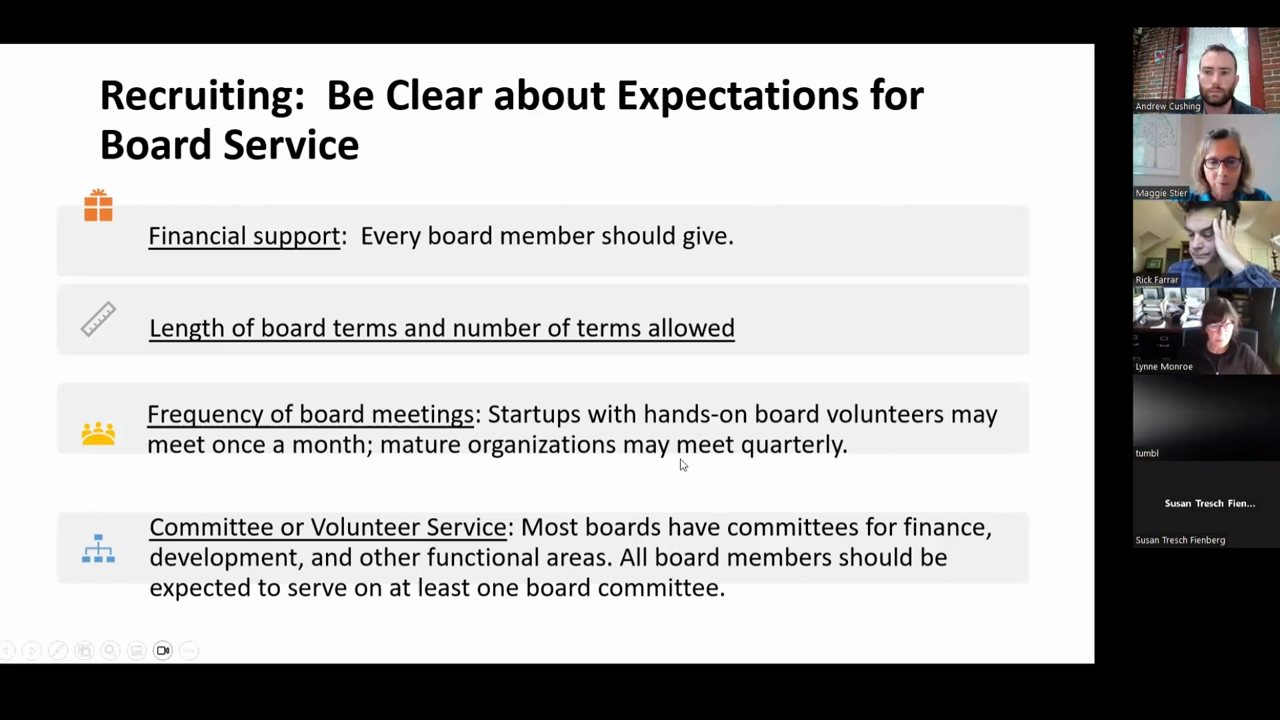 Recruiting:  Be Clear about Expectations for
Board Service
Financial support:  Every board member should give.
Length of board terms and number of terms allowed
Frequency of board meetings: Startups with hands-on board volunteers may
meet once a month; mature organizations may meet quarterly.
Committee or Volunteer Service: Most boards have committees for finance,
development, and other functional areas. All board members should be
expected to serve on at least one board committee.
Andrew Cushing
Maggie Stier
Rick Farrar
Lynne Monroe
tumbl
Susan Tresch Fien...
Susan Tresch Fienberg